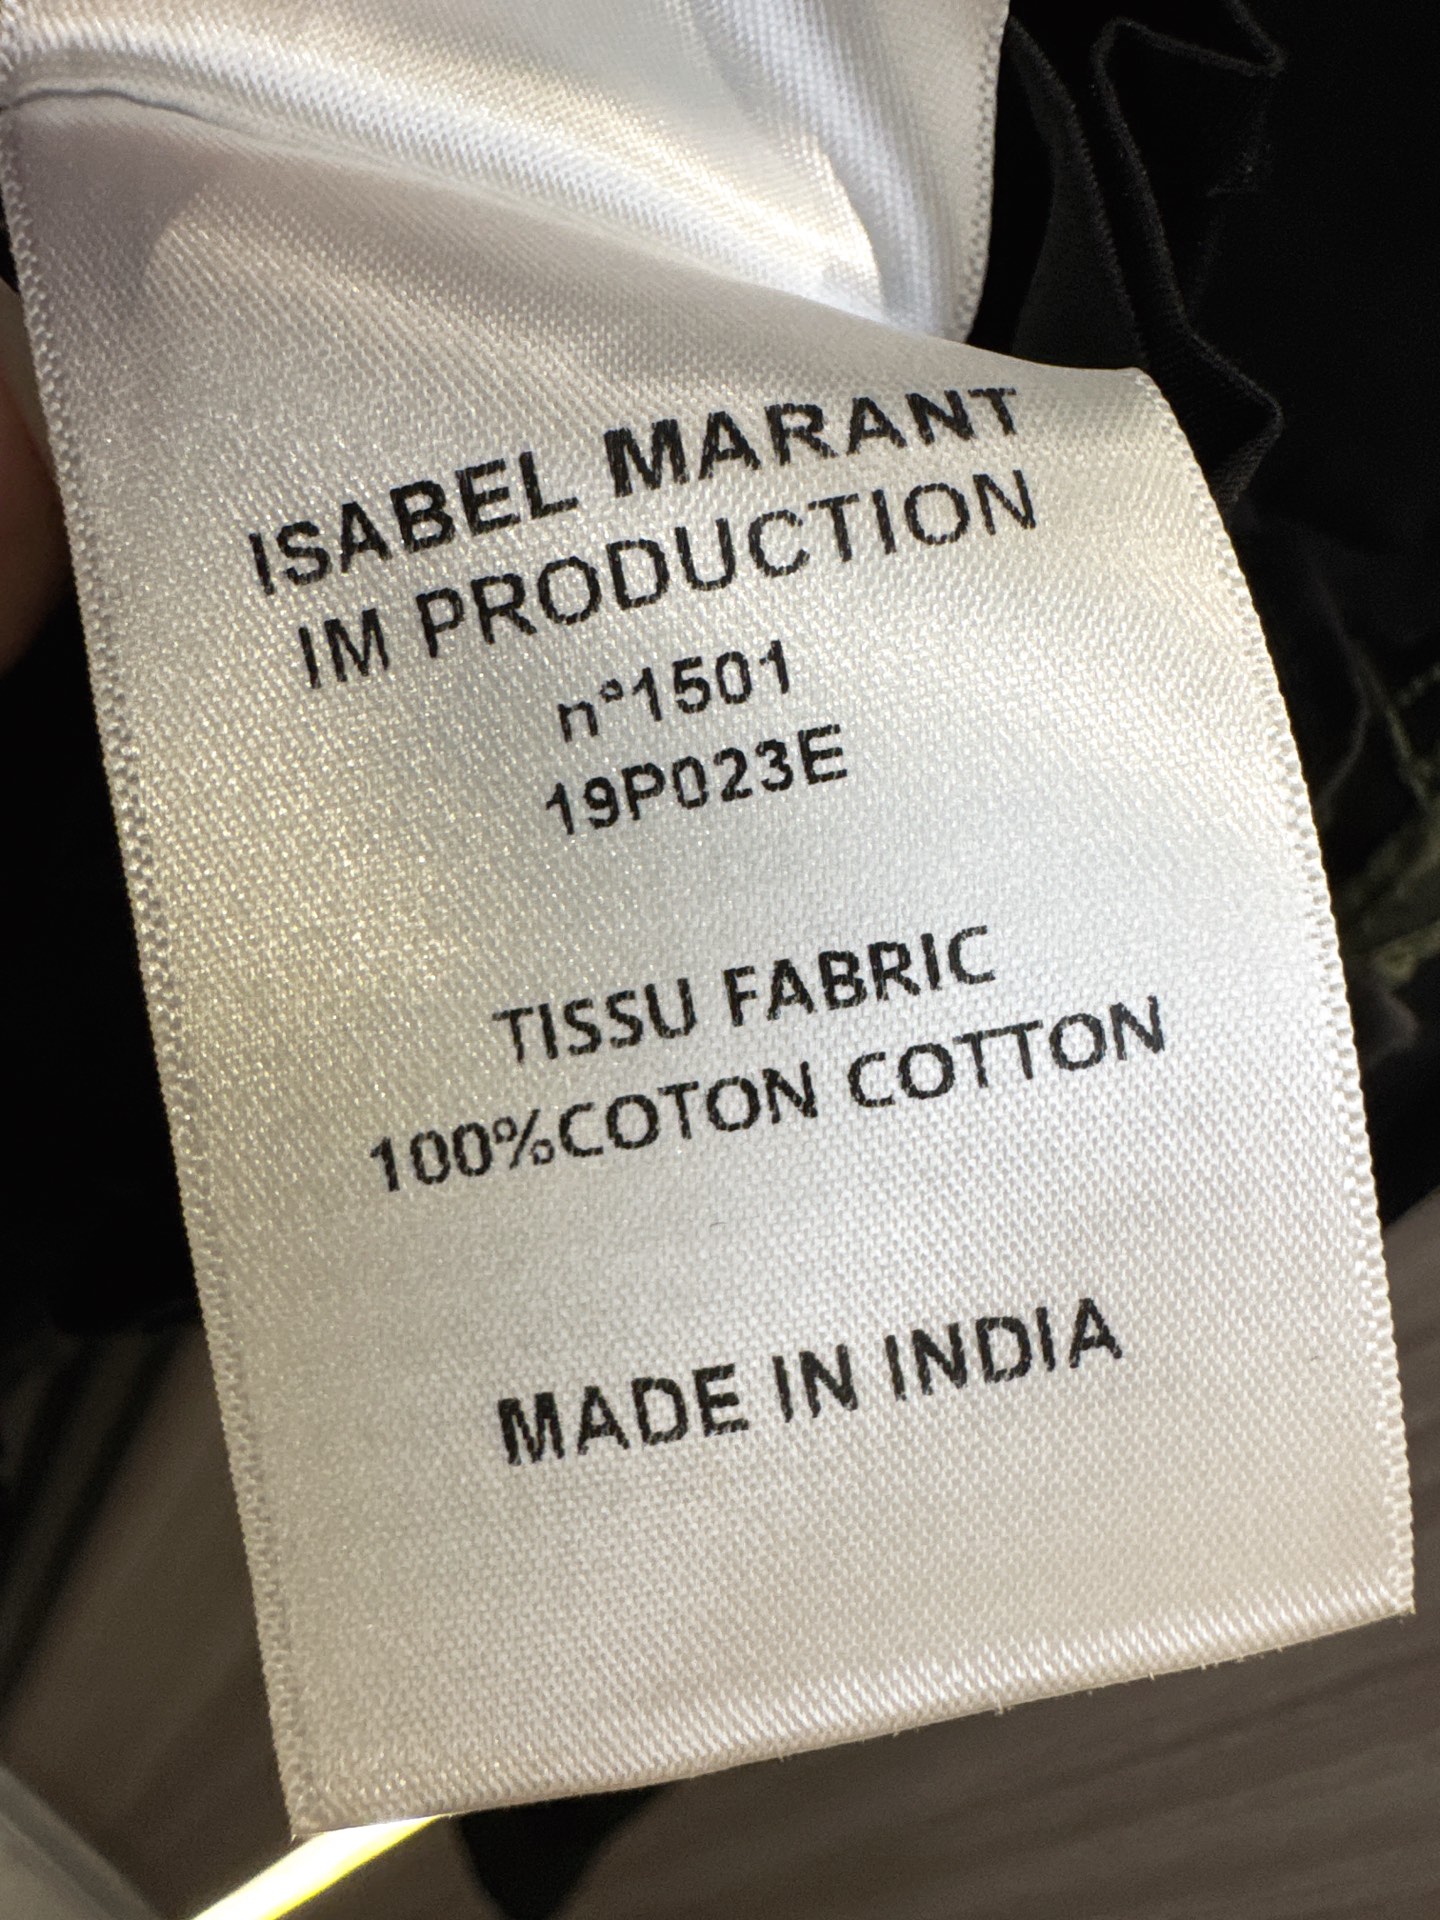 ISABEL MARANT
IM PRODUCTION
n°1501
19P023E
TISSU FABRIC
100%COTON COTTON
MADE IN INDIA